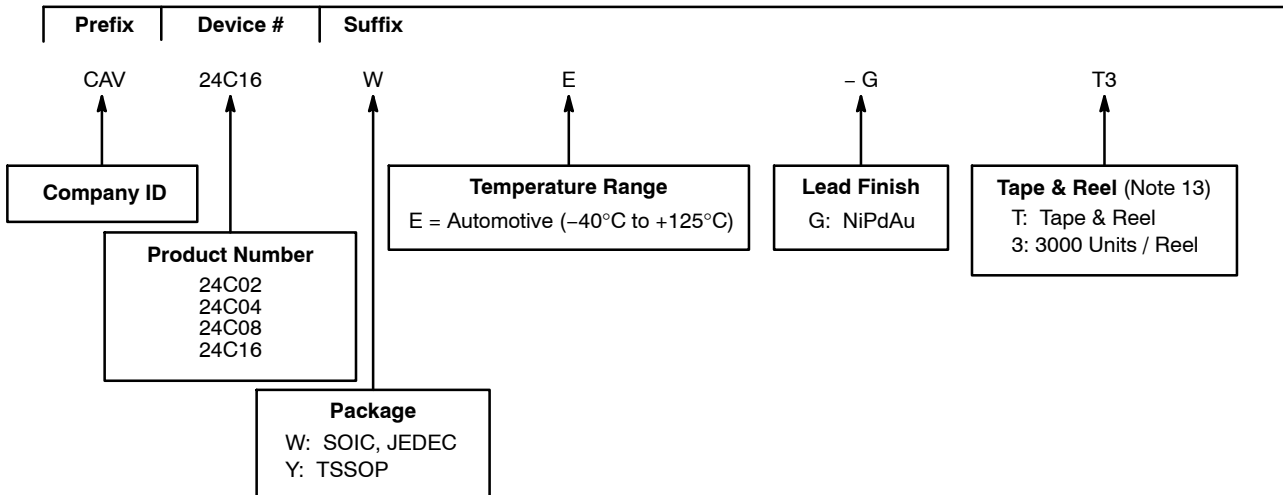 Prefix Device # Suffix
CAV 24C16 W E – G T3
Company ID
Temperature Range
E = Automotive (−40°C to +125°C)
Lead Finish
G: NiPdAu
Tape & Reel (Note 13)
T: Tape & Reel
3: 3000 Units / Reel
Product Number
24C02
24C04
24C08
24C16
Package
W: SOIC, JEDEC
Y: TSSOP